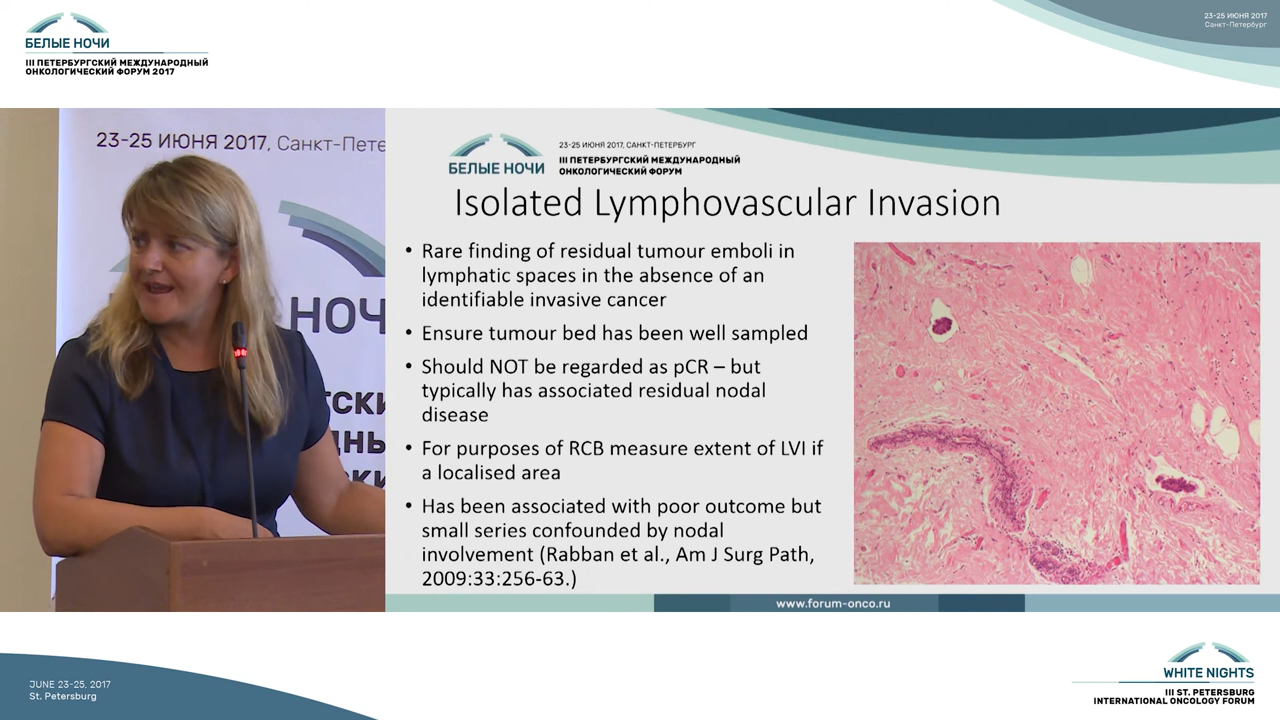 БЕЛЫЕ НОЧИ
III ПЕТЕРБУРГСКИЙ МЕЖДУНАРОДНЫЙ
ОНКОЛОГИЧЕСКИЙ ФОРУМ 2017
23-25 ИЮНЯ 2017
Санкт-Петербург
23-25 ИЮНЯ 2017, Санкт-Пете
НОЧ
23-25 ИЮНЯ 2017, САНКТ-ПЕТЕРБУРГ
БЕЛЫЕ НОЧИ
III ПЕТЕРБУРГСКИЙ МЕЖДУНАРОДНЫЙ
ОНКОЛОГИЧЕСКИЙ ФОРУМ
Isolated Lymphovascular Invasion
• Rare finding of residual tumour emboli in
lymphatic spaces in the absence of an
identifiable invasive cancer
• Ensure tumour bed has been well sampled
• Should NOT be regarded as pCR – but
typically has associated residual nodal
disease
• For purposes of RCB measure extent of LVI if
a localised area
• Has been associated with poor outcome but
small series confounded by nodal
involvement (Rabban et al., Am J Surg Path,
2009:33:256-63.)
www.forum-onco.ru
JUNE 23-25, 2017
St. Petersburg
WHITE NIGHTS
III ST. PETERSBURG
INTERNATIONAL ONCOLOGY FORUM